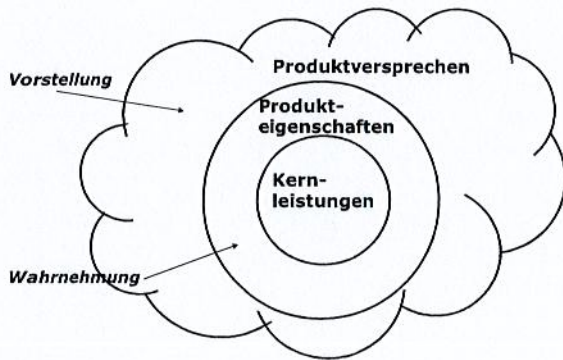 Produktversprechen
Vorstellung
Produkt-
eigenschaften
Kern-
leistungen
Wahrnehmung